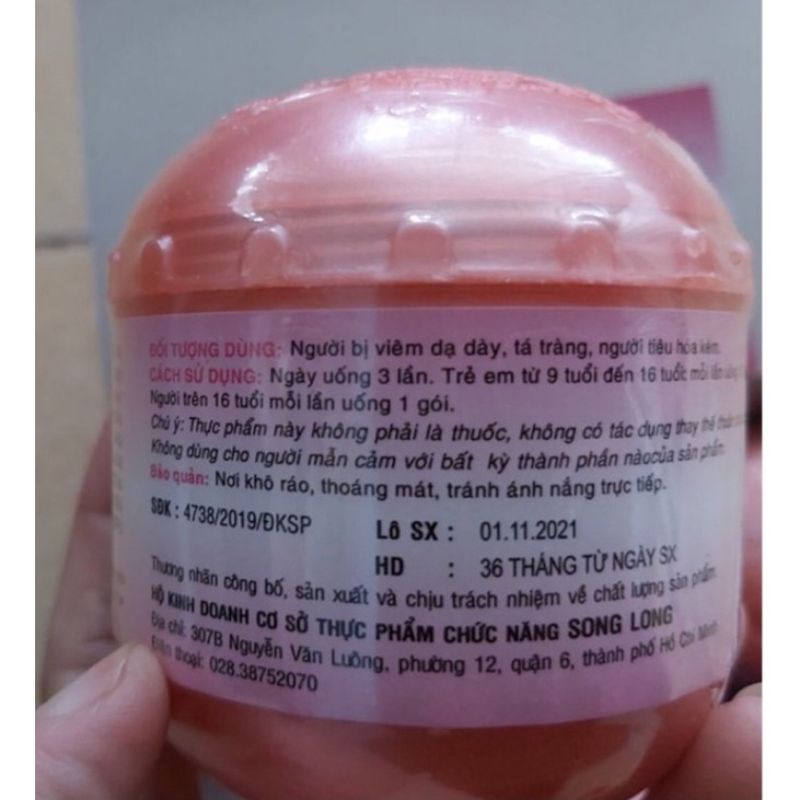 ĐỐI TƯỢNG DÙNG: Người bị viêm dạ dày, tá tràng, người tiêu hóa kém.
CÁCH SỬ DỤNG: Ngày uống 3 lần. Trẻ em từ 9 tuổi đến 16 tuổi: mỗi lần uống
Người trên 16 tuổi mỗi lần uống 1 gói.
Chú ý: Thực phẩm này không phải là thuốc, không có tác dụng thay thế thuốc
Không dùng cho người mẫn cảm với bất kỳ thành phần nàocủa sản phẩm.
Bảo quản: Nơi khô ráo, thoáng mát, tránh ánh nắng trực tiếp.
SĐK : 4738/2019/ĐKSP
Lô SX : 01.11.2021
HD : 36 THÁNG TỪ NGÀY SX
Thương nhân công bố, sản xuất và chịu trách nhiệm về chất lượng sản phẩm:
HỘ KINH DOANH CƠ SỞ THỰC PHẨM CHỨC NĂNG SONG LONG
Địa chỉ: 307B Nguyễn Văn Luông, phường 12, quận 6, thành phố Hồ Chí Minh
Điện thoại: 028.38752070